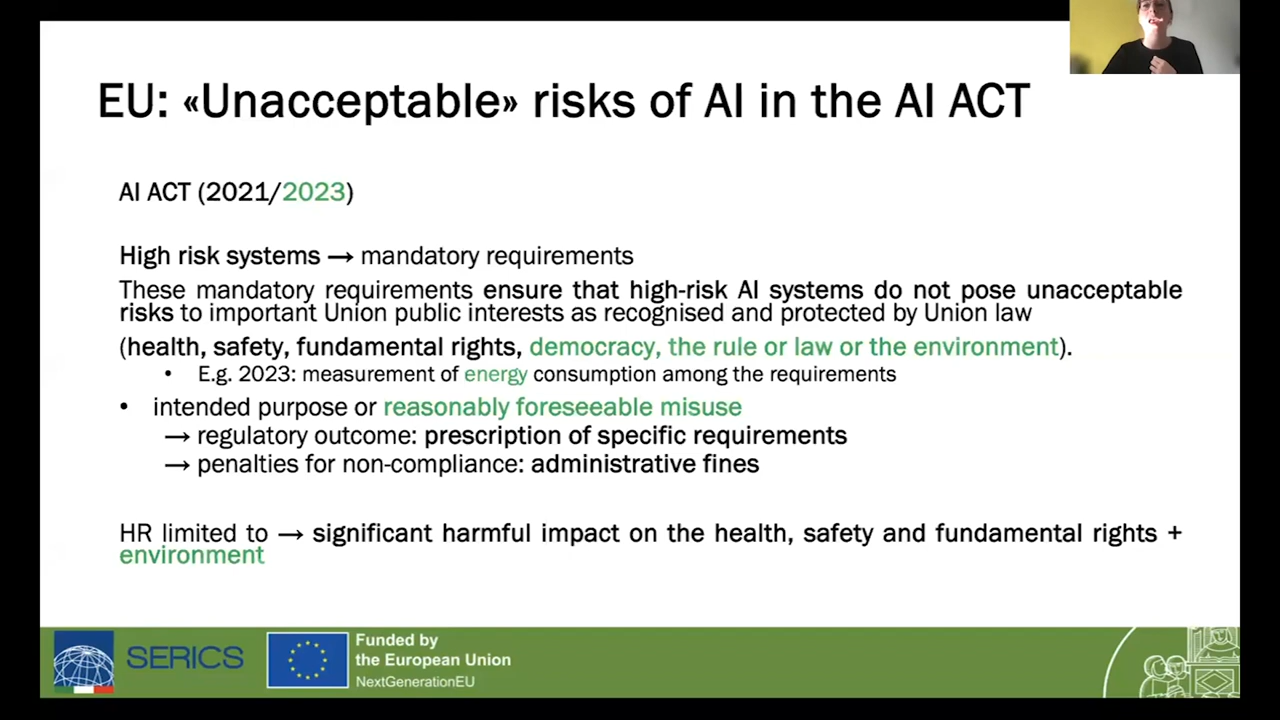 EU: «Unacceptable» risks of AI in the AI ACT
AI ACT (2021/2023)
High risk systems → mandatory requirements
These mandatory requirements ensure that high-risk AI systems do not pose unacceptable
risks to important Union public interests as recognised and protected by Union law
(health, safety, fundamental rights, democracy, the rule or law or the environment).
• E.g. 2023: measurement of energy consumption among the requirements
• intended purpose or reasonably foreseeable misuse
→ regulatory outcome: prescription of specific requirements
→ penalties for non-compliance: administrative fines
HR limited to → significant harmful impact on the health, safety and fundamental rights +
environment
SERICS
Funded by
the European Union
NextGenerationEU